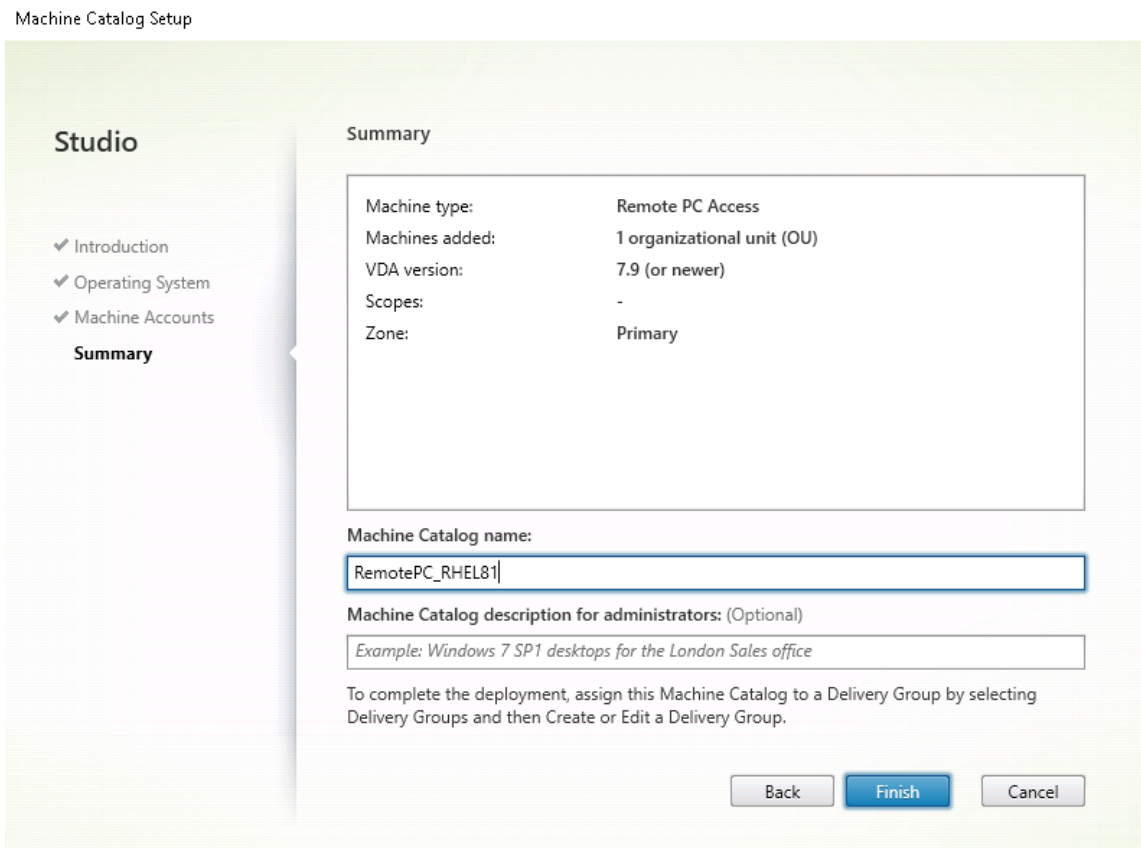 Machine Catalog Setup
Studio
Introduction
Operating System
Machine Accounts
Summary
Summary
Machine type: Remote PC Access
Machines added: 1 organizational unit (OU)
VDA version: 7.9 (or newer)
Scopes: -
Zone: Primary
Machine Catalog name:
RemotePC_RHEL81
Machine Catalog description for administrators: (Optional)
Example: Windows 7 SP1 desktops for the London Sales office
To complete the deployment, assign this Machine Catalog to a Delivery Group by selecting
Delivery Groups and then Create or Edit a Delivery Group.
Back Finish Cancel